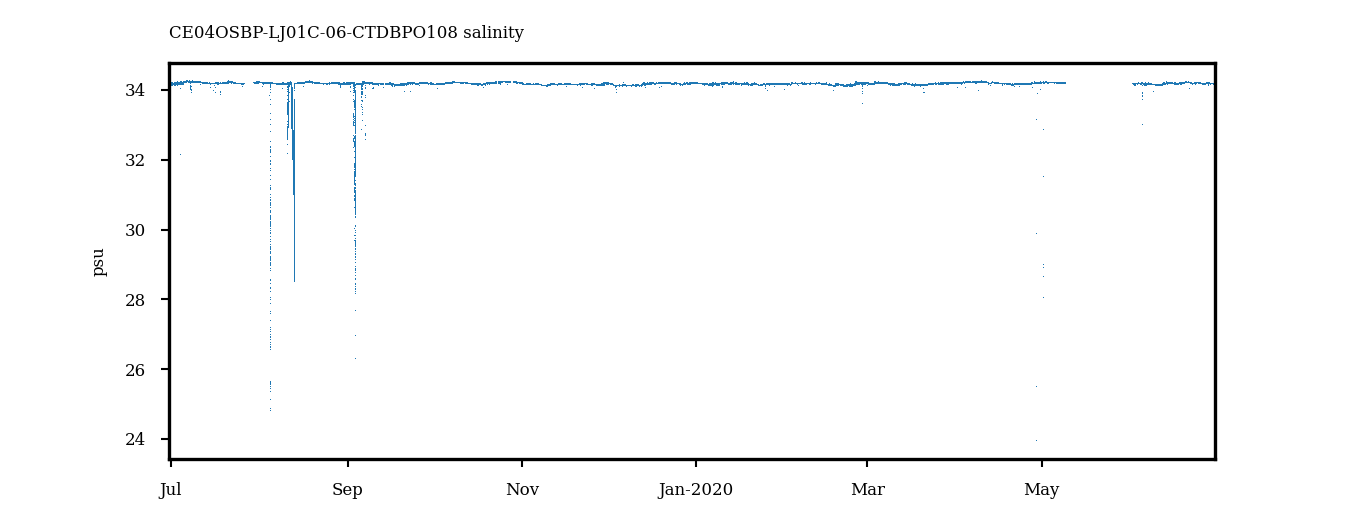 CE04OSBP-LJ01C-06-CTDBPO108 salinity
psu
34
32
30
28
26
24
Jul Sep Nov Jan-2020 Mar May